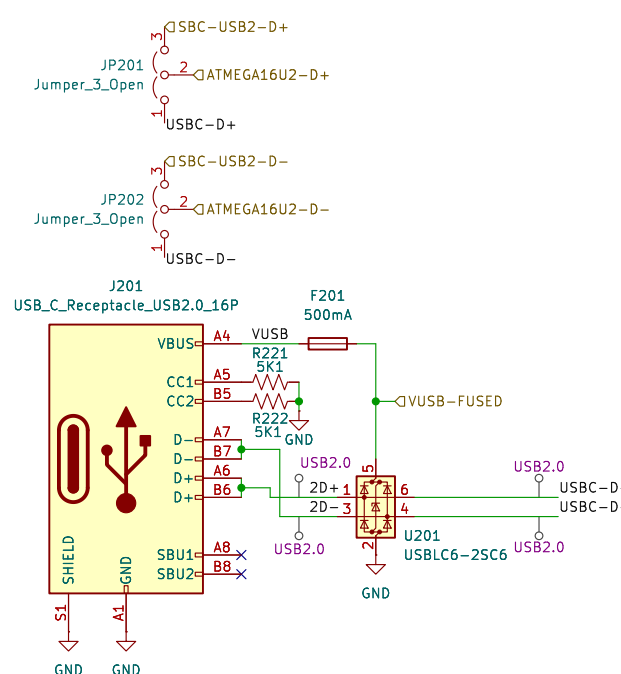 SBC-USB2-D+
3
JP201
Jumper_3_Open
2
ATMEGA16U2-D+
1
USBC-D+
SBC-USB2-D-
3
JP202
Jumper_3_Open
2
ATMEGA16U2-D-
1
USBC-D-
J201
USB_C_Receptacle_USB2.0_16P
F201
500mA
VBUS
A4
VUSB
R221
5K1
CC1
A5
CC2
B5
VUSB-FUSED
R222
5K1
GND
D-
A7
D-
B7
D+
A6
D+
B6
USB2.0
USB2.0
5
2D+
1
6
USBC-D
2D-
3
4
USBC-D
USB2.0
USB2.0
2
U201
USBLC6-2SC6
GND
SBU1
A8
SBU2
B8
SHIELD
GND
S1
A1
GND
GND